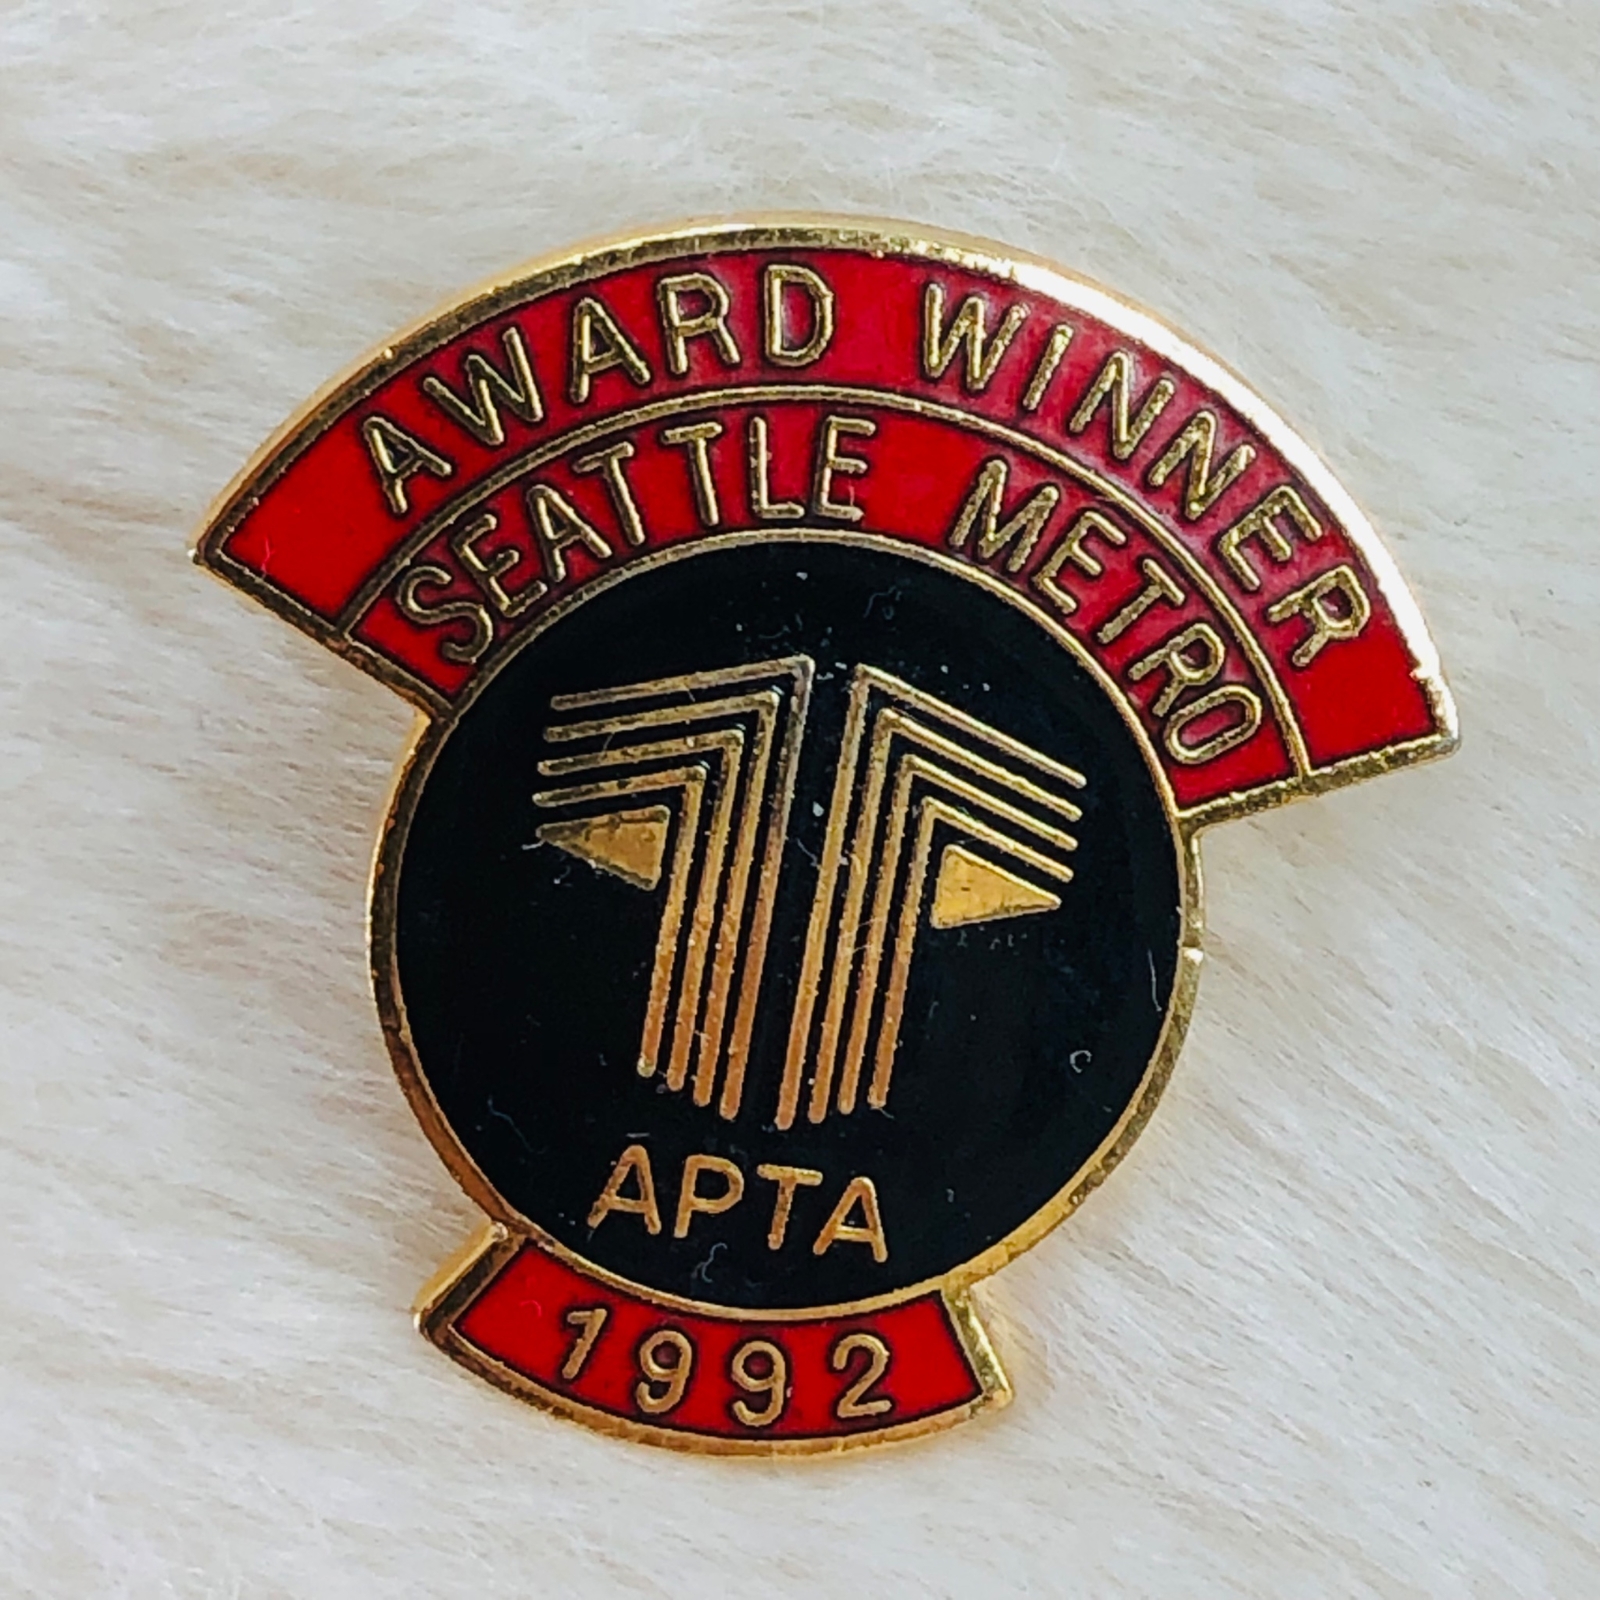 AWARD WINNER
SEATTLE METRO
APTA
1992